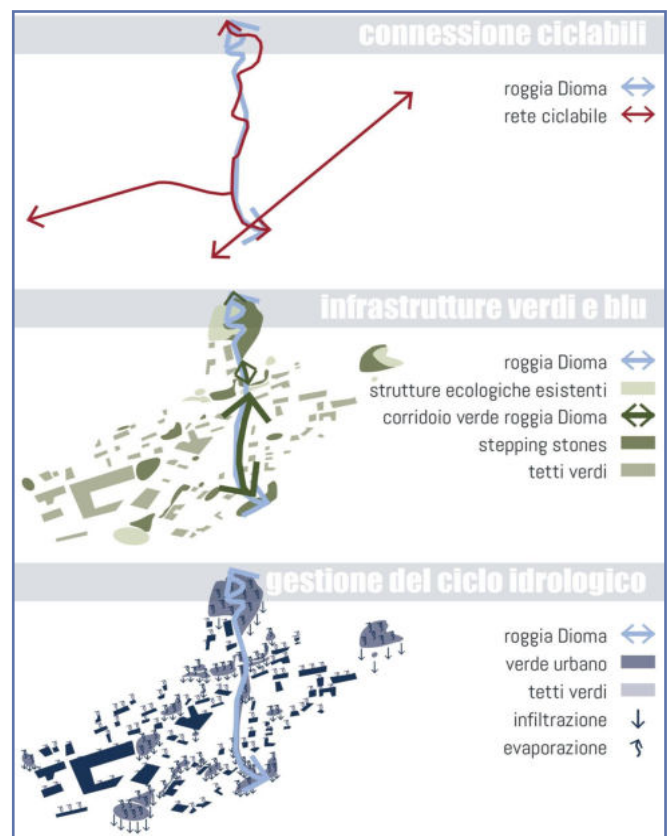 connessione ciclabili
roggia Dioma
rete ciclabile
infrastrutture verdi e blu
roggia Dioma
strutture ecologiche esistenti
corridoio verde roggia Dioma
stepping stones
tetti verdi
gestione del ciclo idrologico
roggia Dioma
verde urbano
tetti verdi
infiltrazione
evaporazione